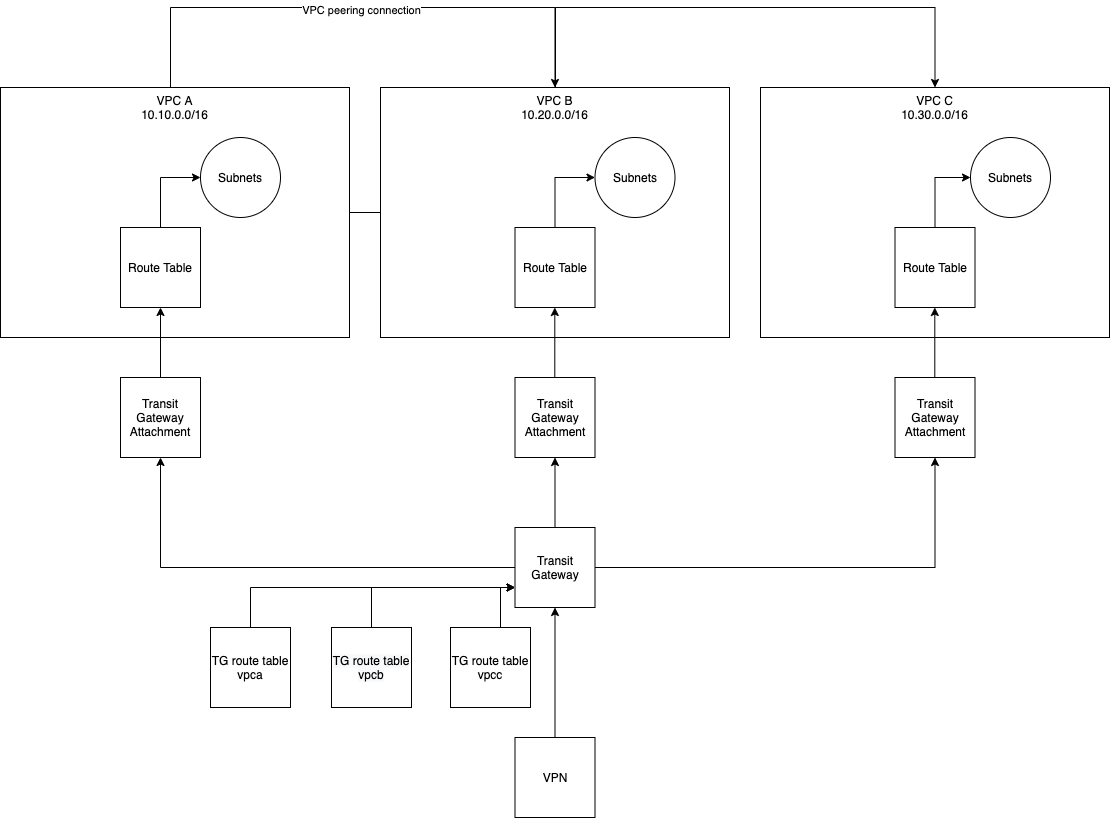 VPC peering connection
VPC A
10.10.0.0/16
Subnets
Route Table
VPC B
10.20.0.0/16
Subnets
Route Table
VPC C
10.30.0.0/16
Subnets
Route Table
Transit
Gateway
Attachment
Transit
Gateway
Attachment
Transit
Gateway
Attachment
Transit
Gateway
TG route table
vpca
TG route table
vpcb
TG route table
vpcc
VPN